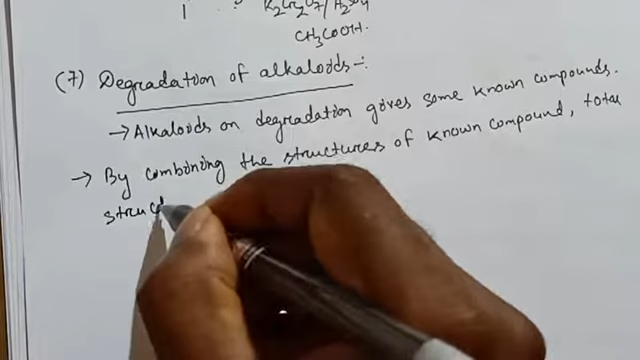 K2Cr2O7/H2SO4
CH3COOH.
(7) Degradation of alkaloids-:
→Alkaloids on degradation gives some known compounds.
→ By combining the structures of known compound, total
struc